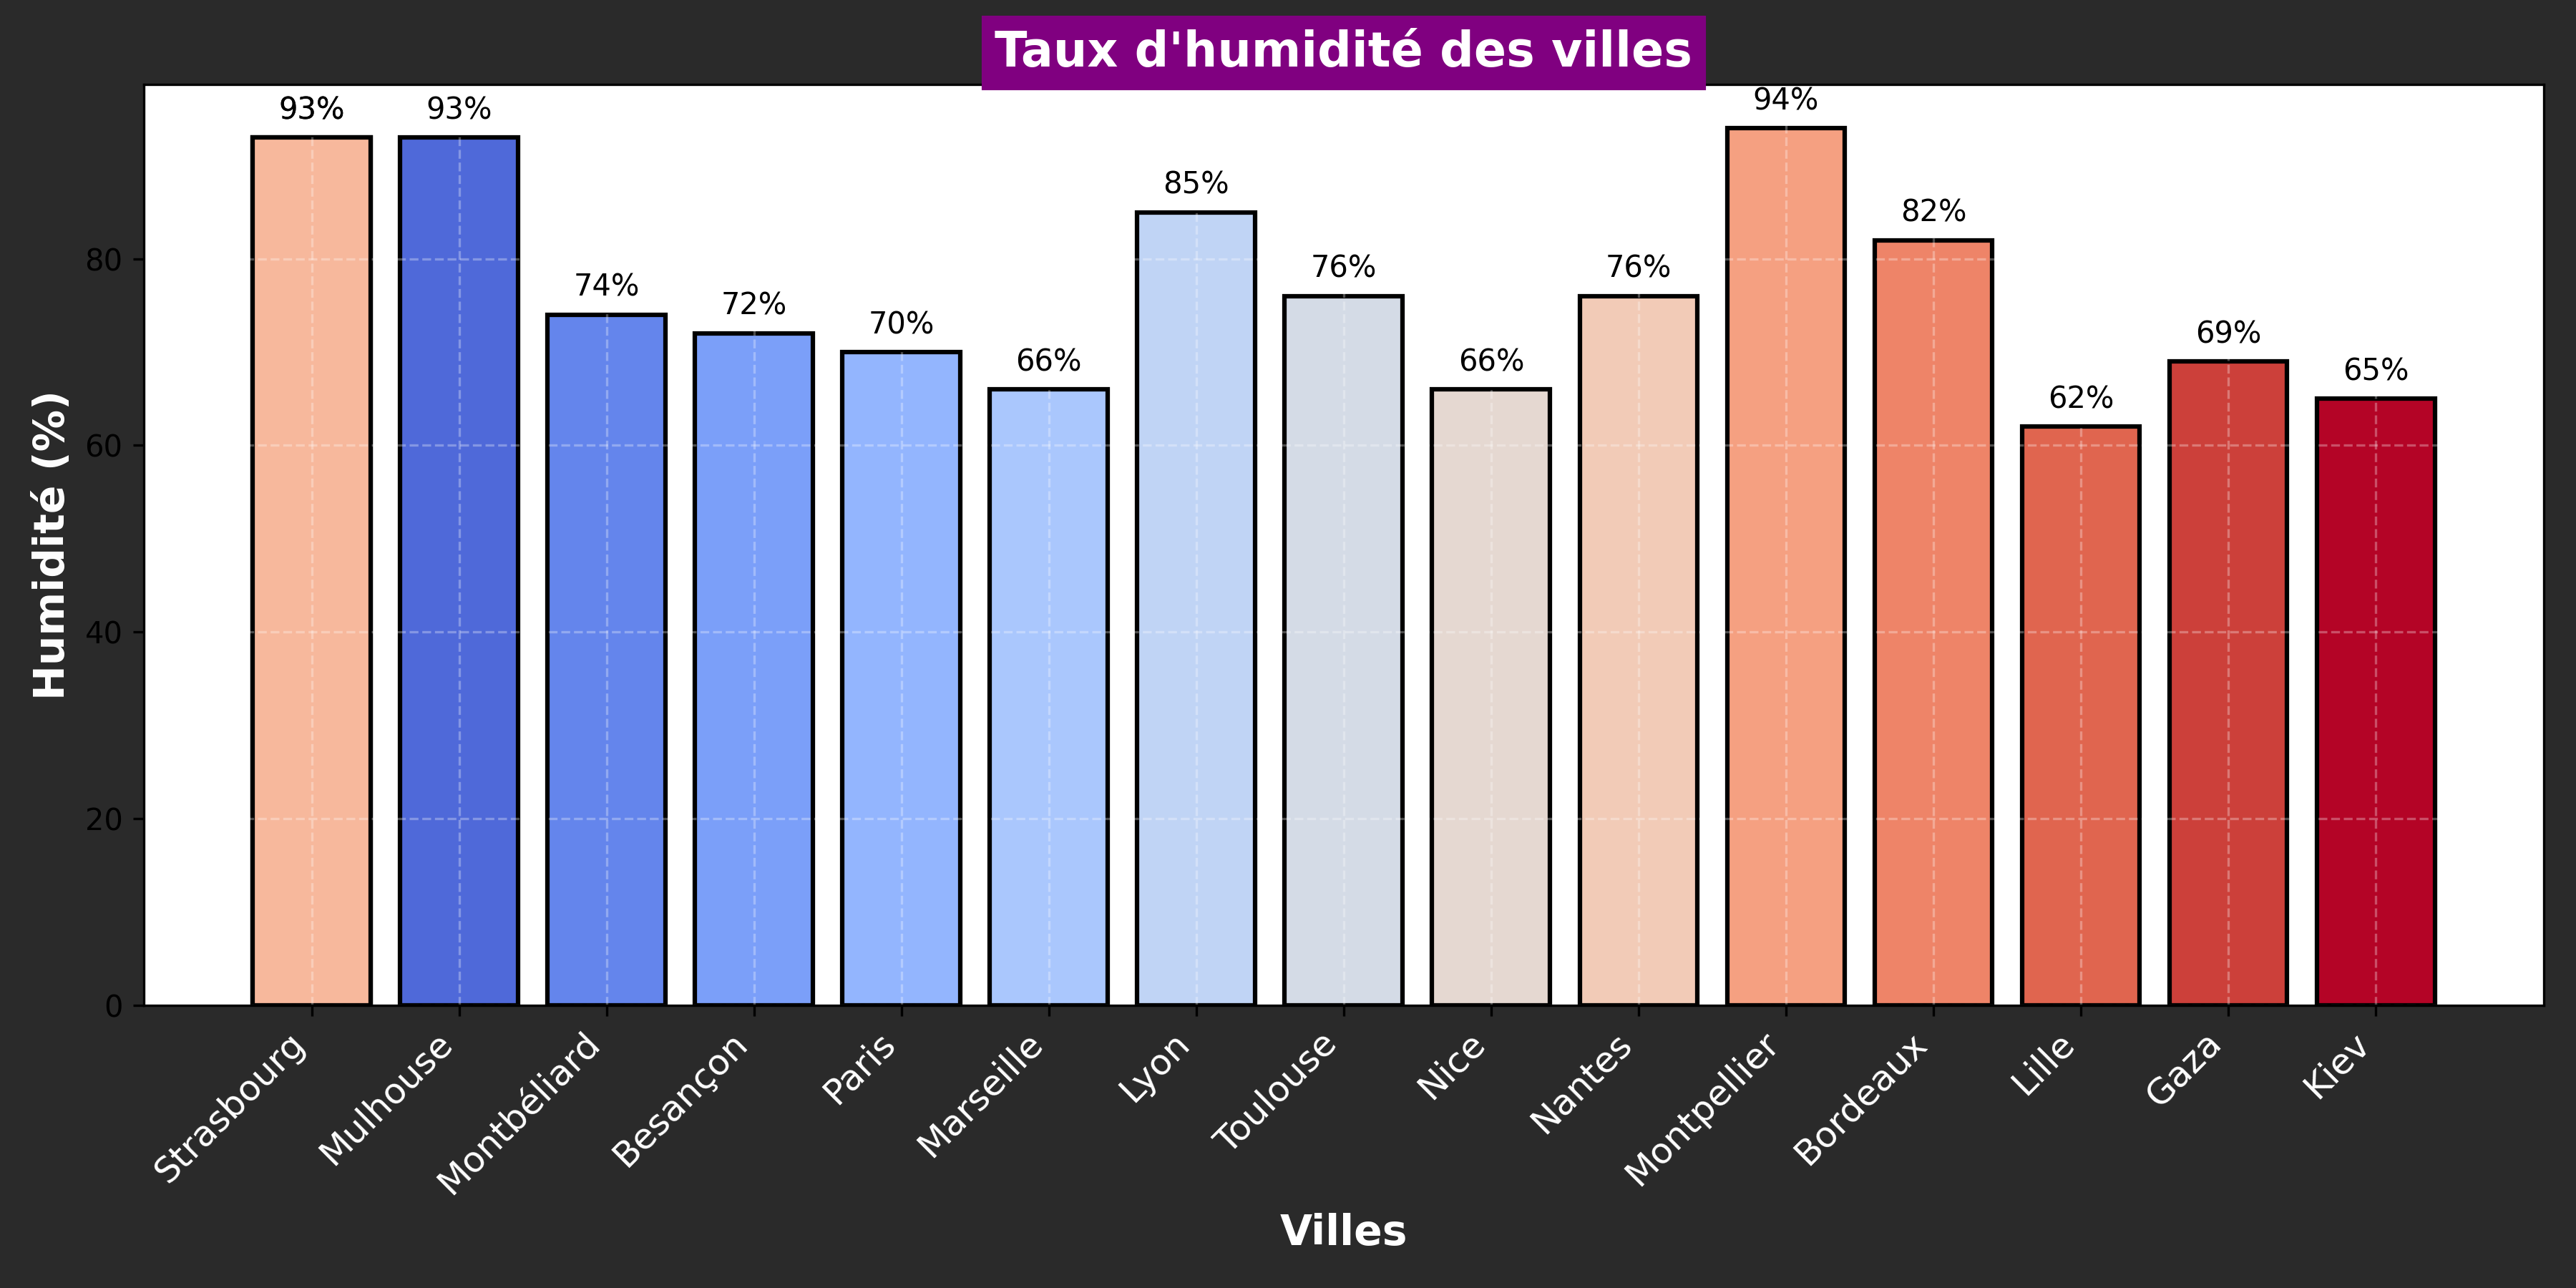 Taux d'humidité des villes
93%
93%
74%
72%
70%
66%
85%
76%
66%
76%
94%
82%
62%
69%
65%
Humidité (%)
80
60
40
20
0
Strasbourg
Mulhouse
Montbéliard
Besançon
Paris
Marseille
Lyon
Toulouse
Nice
Nantes
Montpellier
Bordeaux
Lille
Gaza
Kiev
Villes